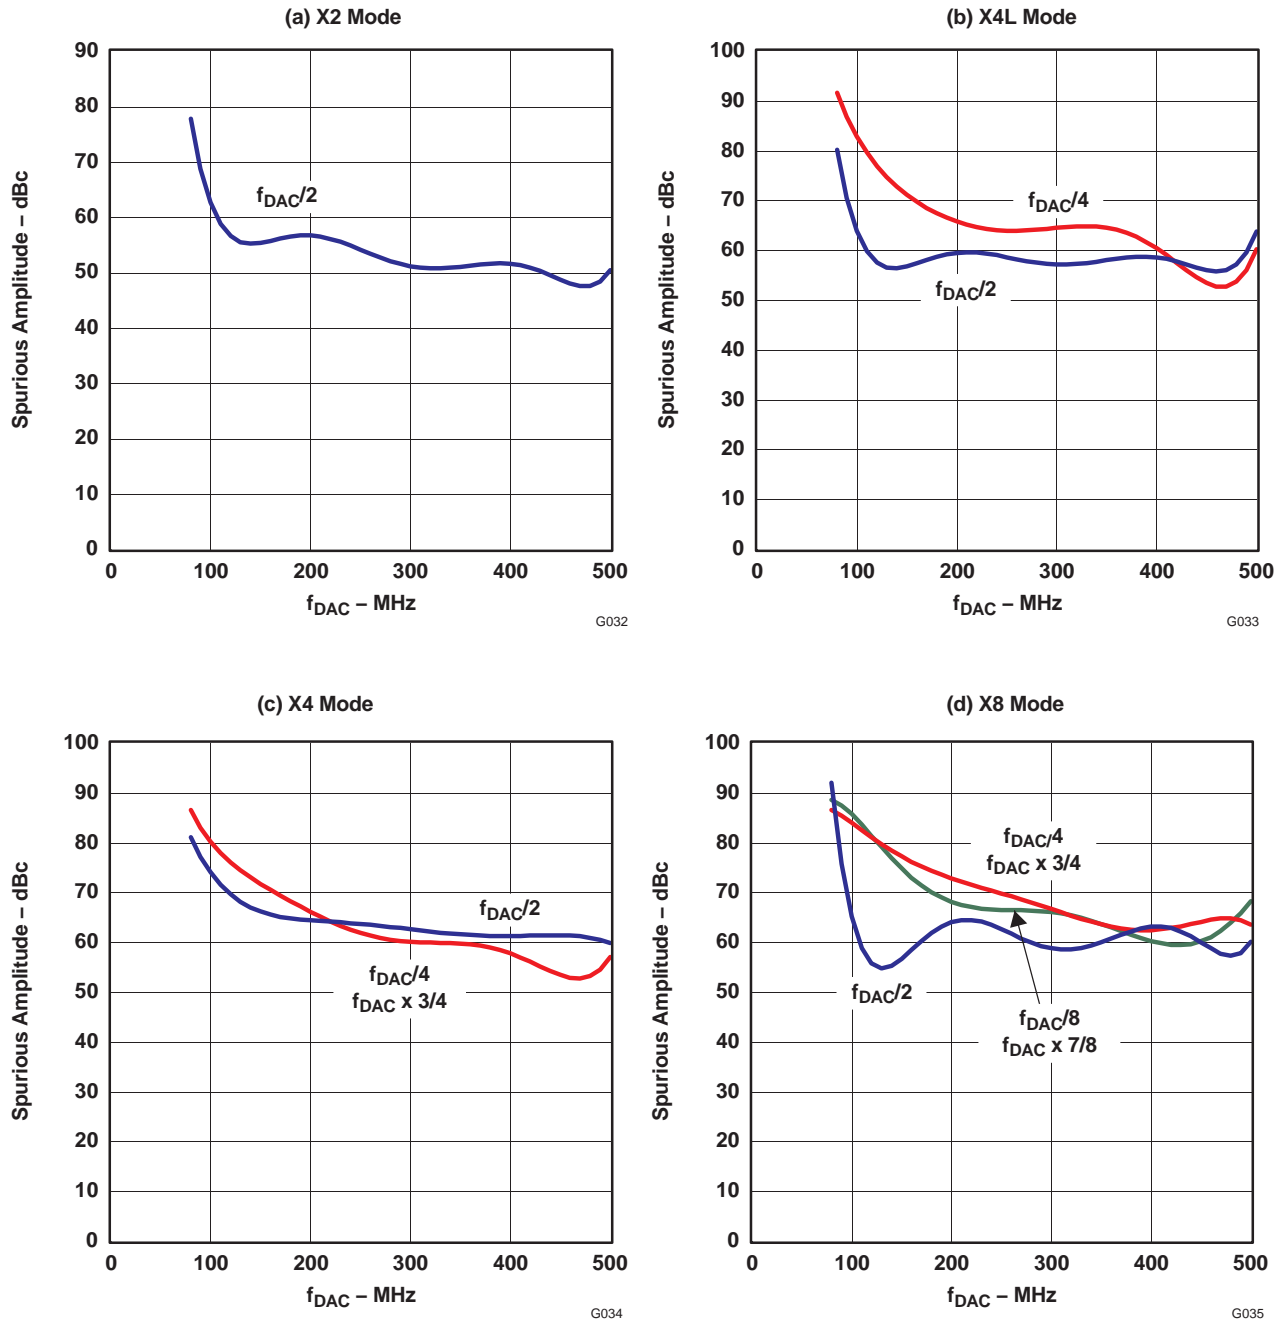 (a) X2 Mode
90
80
70
60
50
40
30
20
10
0
0 100 200 300 400 500
Spurious Amplitude – dBc
fDAC – MHz
fDAC/2
G032
(b) X4L Mode
100
90
80
70
60
50
40
30
20
10
0
0 100 200 300 400 500
Spurious Amplitude – dBc
fDAC – MHz
fDAC/4
fDAC/2
G033
(c) X4 Mode
100
90
80
70
60
50
40
30
20
10
0
0 100 200 300 400 500
Spurious Amplitude – dBc
fDAC – MHz
fDAC/2
fDAC/4
fDAC x 3/4
G034
(d) X8 Mode
100
90
80
70
60
50
40
30
20
10
0
0 100 200 300 400 500
Spurious Amplitude – dBc
fDAC – MHz
fDAC/4
fDAC x 3/4
fDAC/2
fDAC/8
fDAC x 7/8
G035